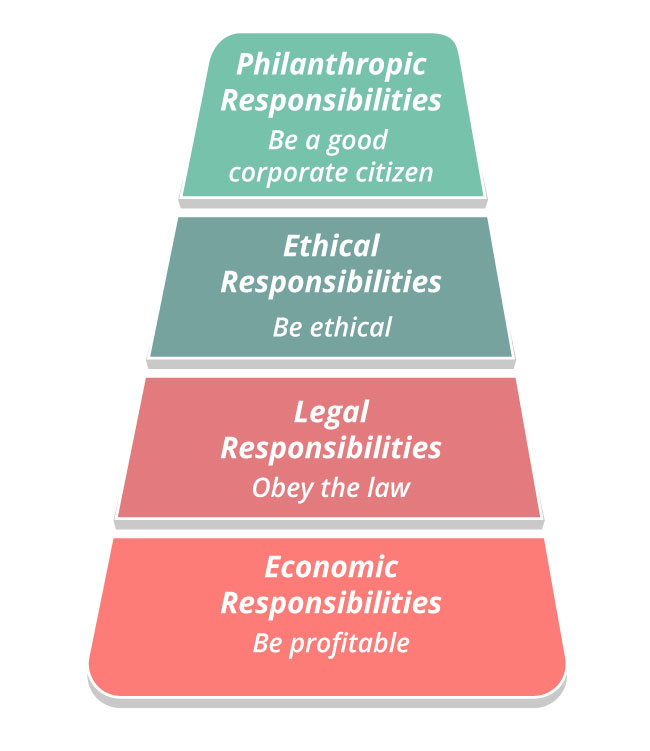 Philanthropic
Responsibilities
Be a good
corporate citizen
Ethical
Responsibilities
Be ethical
Legal
Responsibilities
Obey the law
Economic
Responsibilities
Be profitable